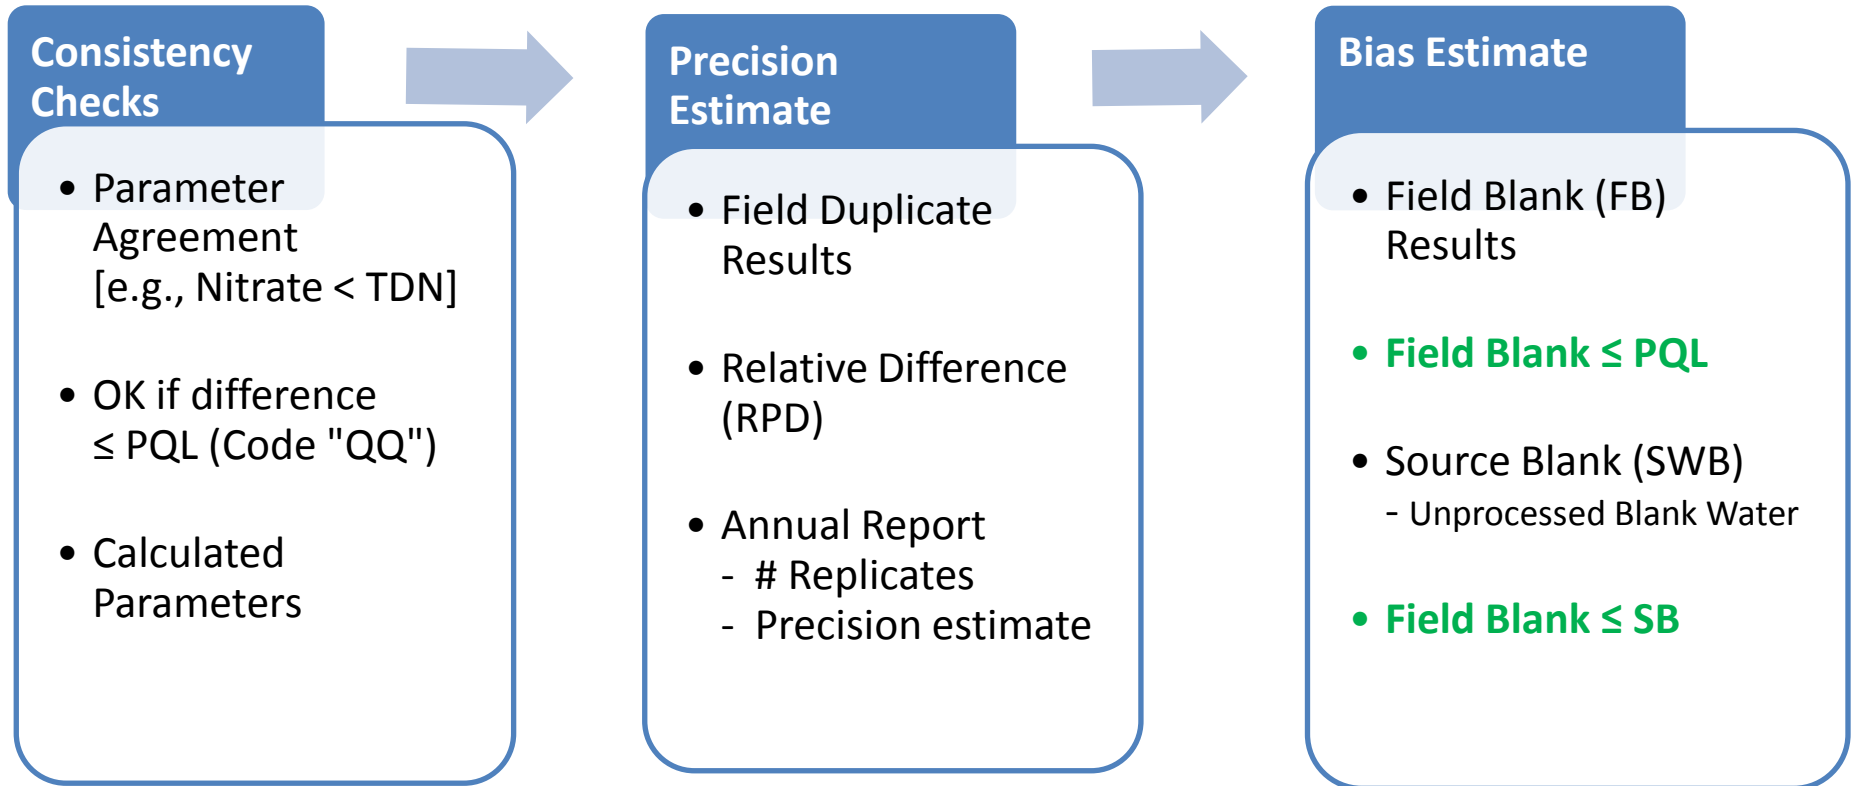 Consistency
Checks
• Parameter
Agreement
[e.g., Nitrate < TDN]
• OK if difference
≤ PQL (Code "QQ")
• Calculated
Parameters
Precision
Estimate
• Field Duplicate
Results
• Relative Difference
(RPD)
• Annual Report
- # Replicates
- Precision estimate
Bias Estimate
• Field Blank (FB)
Results
• Field Blank ≤ PQL
• Source Blank (SWB)
- Unprocessed Blank Water
• Field Blank ≤ SB